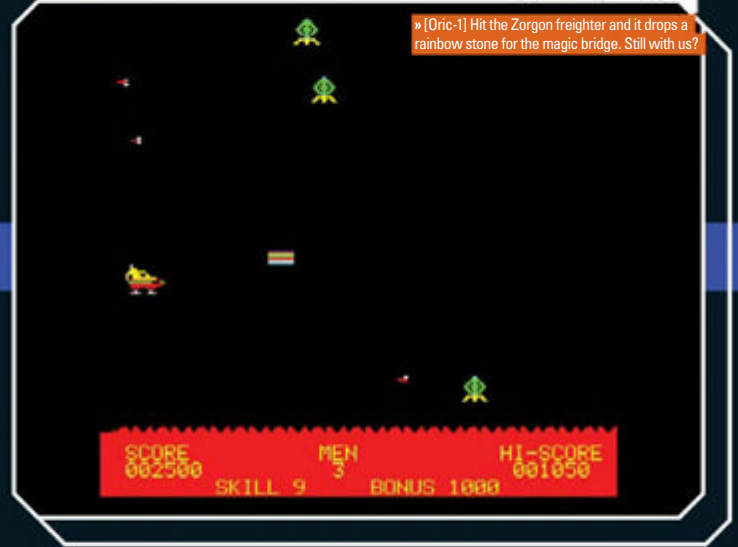 » [Oric-1] Hit the Zorgon freighter and it drops a
rainbow stone for the magic bridge. Still with us?
SCORE MEN HI-SCORE
002500 3 001050
SKILL 9 BONUS 1000